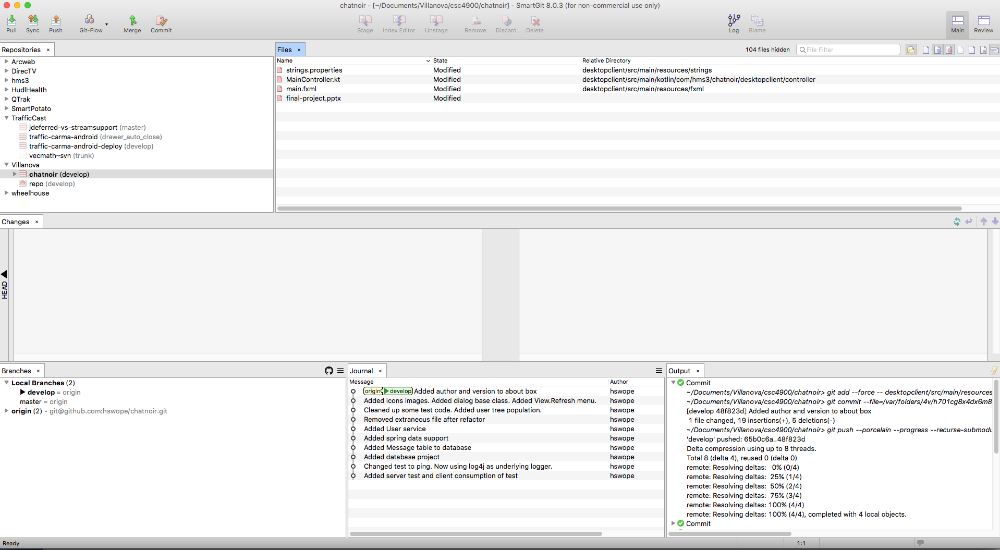 chatnoir - [~/Documents/Villanova/csc4900/chatnoir] - SmartGit 8.0.3 (for non-commercial use only)
Pull Sync Push Git-Flow Merge Commit Stage Index Editor Unstage Remove Discard Delete Log Blame Main Review
Repositories ×
Arcweb
DirecTV
hms3
HudlHealth
QTrak
SmartPotato
TrafficCast
jdeferred-vs-streamsupport (master)
traffic-carma-android (drawer_auto_close)
traffic-carma-android-deploy (develop)
vecmath~svn (trunk)
Villanova
chatnoir (develop)
repo (develop)
wheelhouse
Files × 104 files hidden File Filter
Name State Relative Directory
strings.properties Modified desktopclient/src/main/resources/strings
MainController.kt Modified desktopclient/src/main/kotlin/com/hms3/chatnoir/desktopclient/controller
main.fxml Modified desktopclient/src/main/resources/fxml
final-project.pptx Modified
Changes ×
HEAD
Branches ×
Local Branches (2)
develop = origin
master = origin
origin (2) - git@github.com:hswope/chatnoir.git
Journal ×
Message Author
origin develop Added author and version to about box hswope
Added icons images. Added dialog base class. Added View.Refresh menu. hswope
Cleaned up some test code. Added user tree population. hswope
Removed extraneous file after refactor hswope
Added User service hswope
Added spring data support hswope
Added Message table to database hswope
Added database project hswope
Changed test to ping. Now using log4j as underlying logger. hswope
Added server test and client consumption of test hswope
Output ×
Commit
~/Documents/Villanova/csc4900/chatnoir> git add --force -- desktopclient/src/main/resources
~/Documents/Villanova/csc4900/chatnoir> git commit --file=/var/folders/4v/h701cg8x4dx6m8
[develop 48f823d] Added author and version to about box
1 file changed, 19 insertions(+), 5 deletions(-)
~/Documents/Villanova/csc4900/chatnoir> git push --porcelain --progress --recurse-submodu
'develop' pushed: 65b0c6a..48f823d
Delta compression using up to 8 threads.
Total 8 (delta 4), reused 0 (delta 0)
remote: Resolving deltas: 0% (0/4)
remote: Resolving deltas: 25% (1/4)
remote: Resolving deltas: 50% (2/4)
remote: Resolving deltas: 75% (3/4)
remote: Resolving deltas: 100% (4/4)
remote: Resolving deltas: 100% (4/4), completed with 4 local objects.
Commit
Ready 1:1